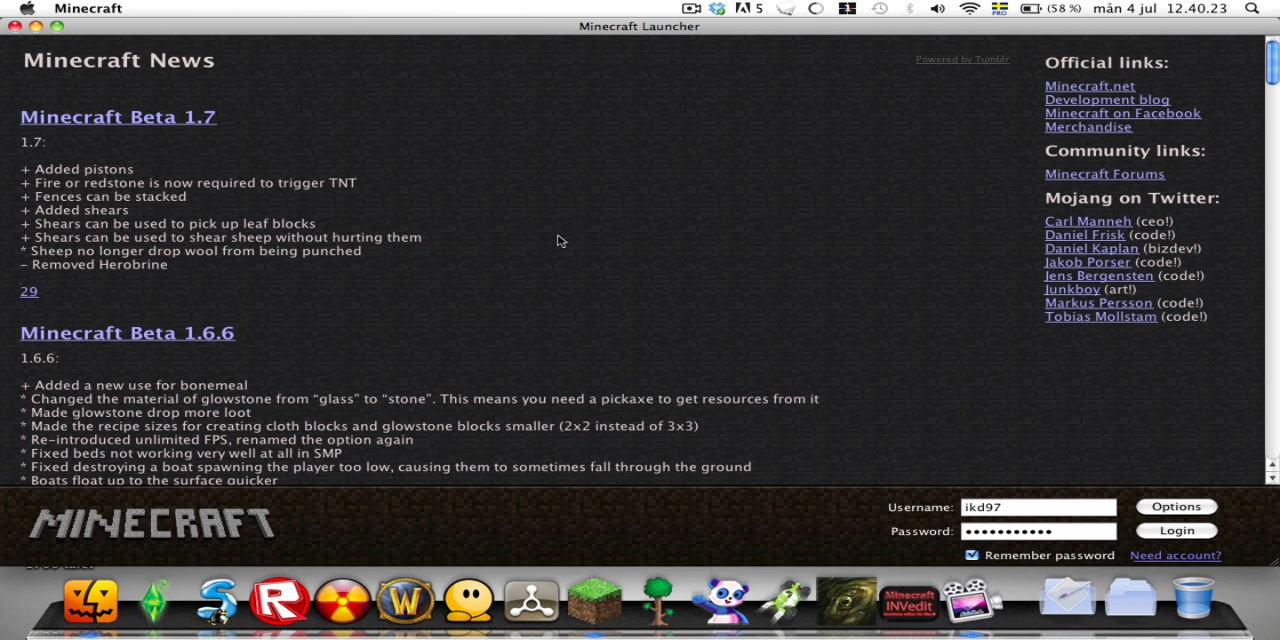 Minecraft
5
PRO
(58 %)
mån 4 jul
12.40.23
Minecraft Launcher
Minecraft News
Powered by Tumblr
Minecraft Beta 1.7
1.7:
+ Added pistons
+ Fire or redstone is now required to trigger TNT
+ Fences can be stacked
+ Added shears
+ Shears can be used to pick up leaf blocks
+ Shears can be used to shear sheep without hurting them
* Sheep no longer drop wool from being punched
- Removed Herobrine
29
Minecraft Beta 1.6.6
1.6.6:
+ Added a new use for bonemeal
* Changed the material of glowstone from “glass” to “stone”. This means you need a pickaxe to get resources from it
* Made glowstone drop more loot
* Made the recipe sizes for creating cloth blocks and glowstone blocks smaller (2x2 instead of 3x3)
* Re-introduced unlimited FPS, renamed the option again
* Fixed beds not working very well at all in SMP
* Fixed destroying a boat spawning the player too low, causing them to sometimes fall through the ground
* Boats float up to the surface quicker
Official links:
Minecraft.net
Development blog
Minecraft on Facebook
Merchandise
Community links:
Minecraft Forums
Mojang on Twitter:
Carl Manneh (ceo!)
Daniel Frisk (code!)
Daniel Kaplan (bizdev!)
Jakob Porser (code!)
Jens Bergensten (code!)
Junkboy (art!)
Markus Persson (code!)
Tobias Mollstam (code!)
MINECRAFT
Username: ikd97
Options
Password: •••••••••••
Login
Remember password
Need account?
Minecraft
INVedit